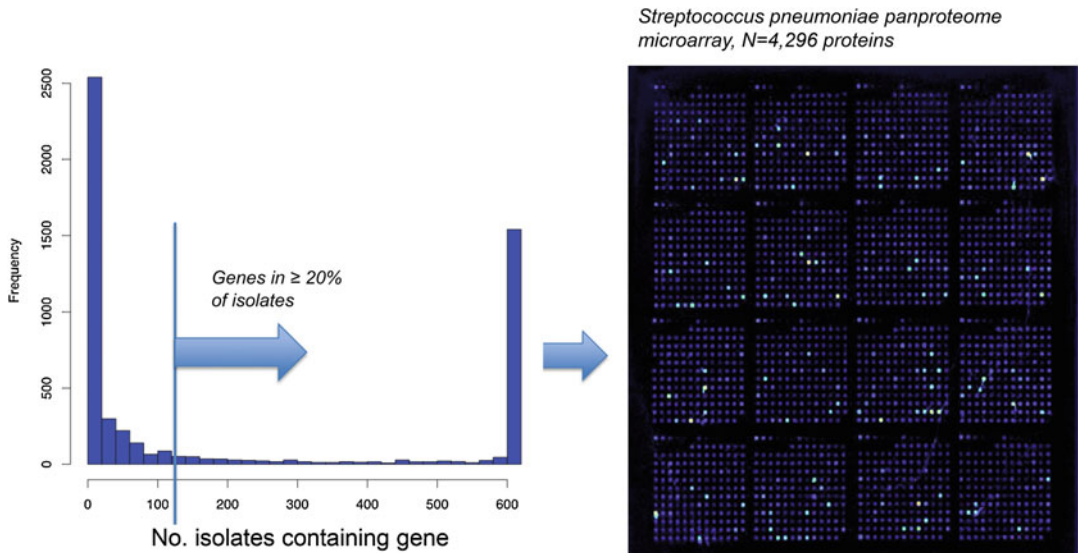 Streptococcus pneumoniae panproteome
microarray, N=4,296 proteins
Frequency
2500
2000
1500
1000
500
0
Genes in ≥ 20%
of isolates
0 100 200 300 400 500 600
No. isolates containing gene